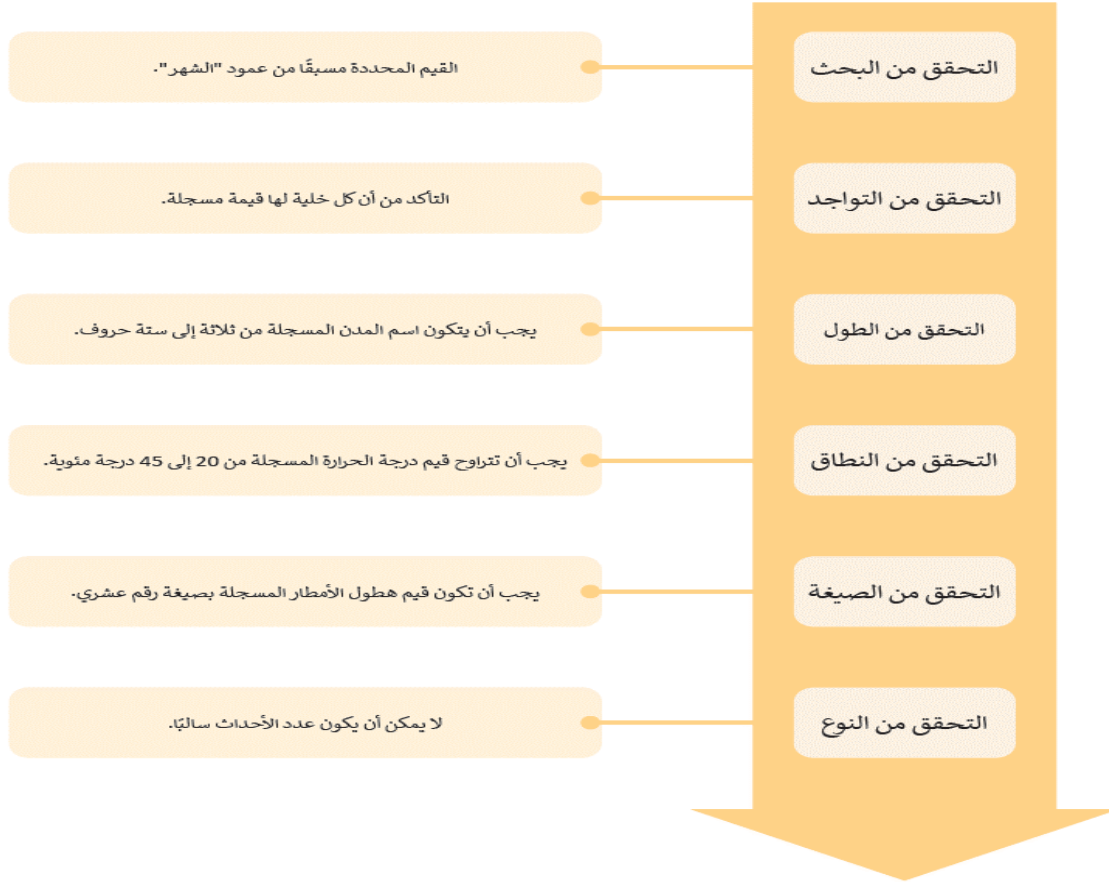 التحقق من البحث
القيم المحددة مسبقًا من عمود "الشهر".
التحقق من التواجد
التأكد من أن كل خلية لها قيمة مسجلة.
التحقق من الطول
يجب أن يتكون اسم المدن المسجلة من ثلاثة إلى ستة حروف.
التحقق من النطاق
يجب أن تتراوح قيم درجة الحرارة المسجلة من 20 إلى 45 درجة مئوية.
التحقق من الصيغة
يجب أن تكون قيم هطول الأمطار المسجلة بصيغة رقم عشري.
التحقق من النوع
لا يمكن أن يكون عدد الأحداث سالبًا.